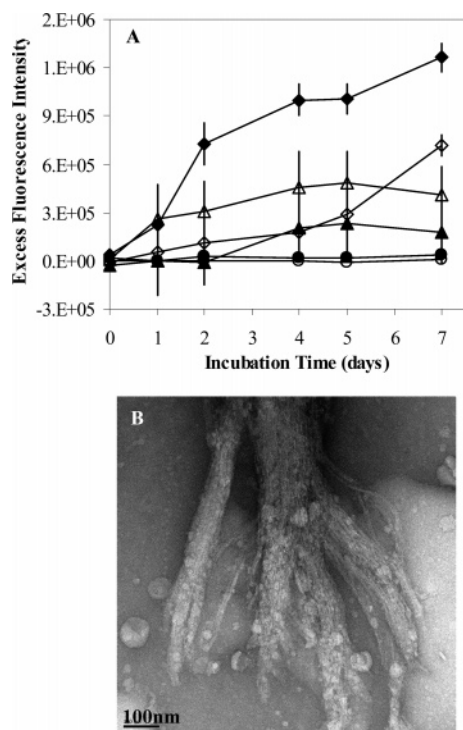 A
Excess Fluorescence Intensity
2.E+06
1.E+06
9.E+05
6.E+05
3.E+05
0.E+00
-3.E+05
0 1 2 3 4 5 6 7
Incubation Time (days)
B
100nm